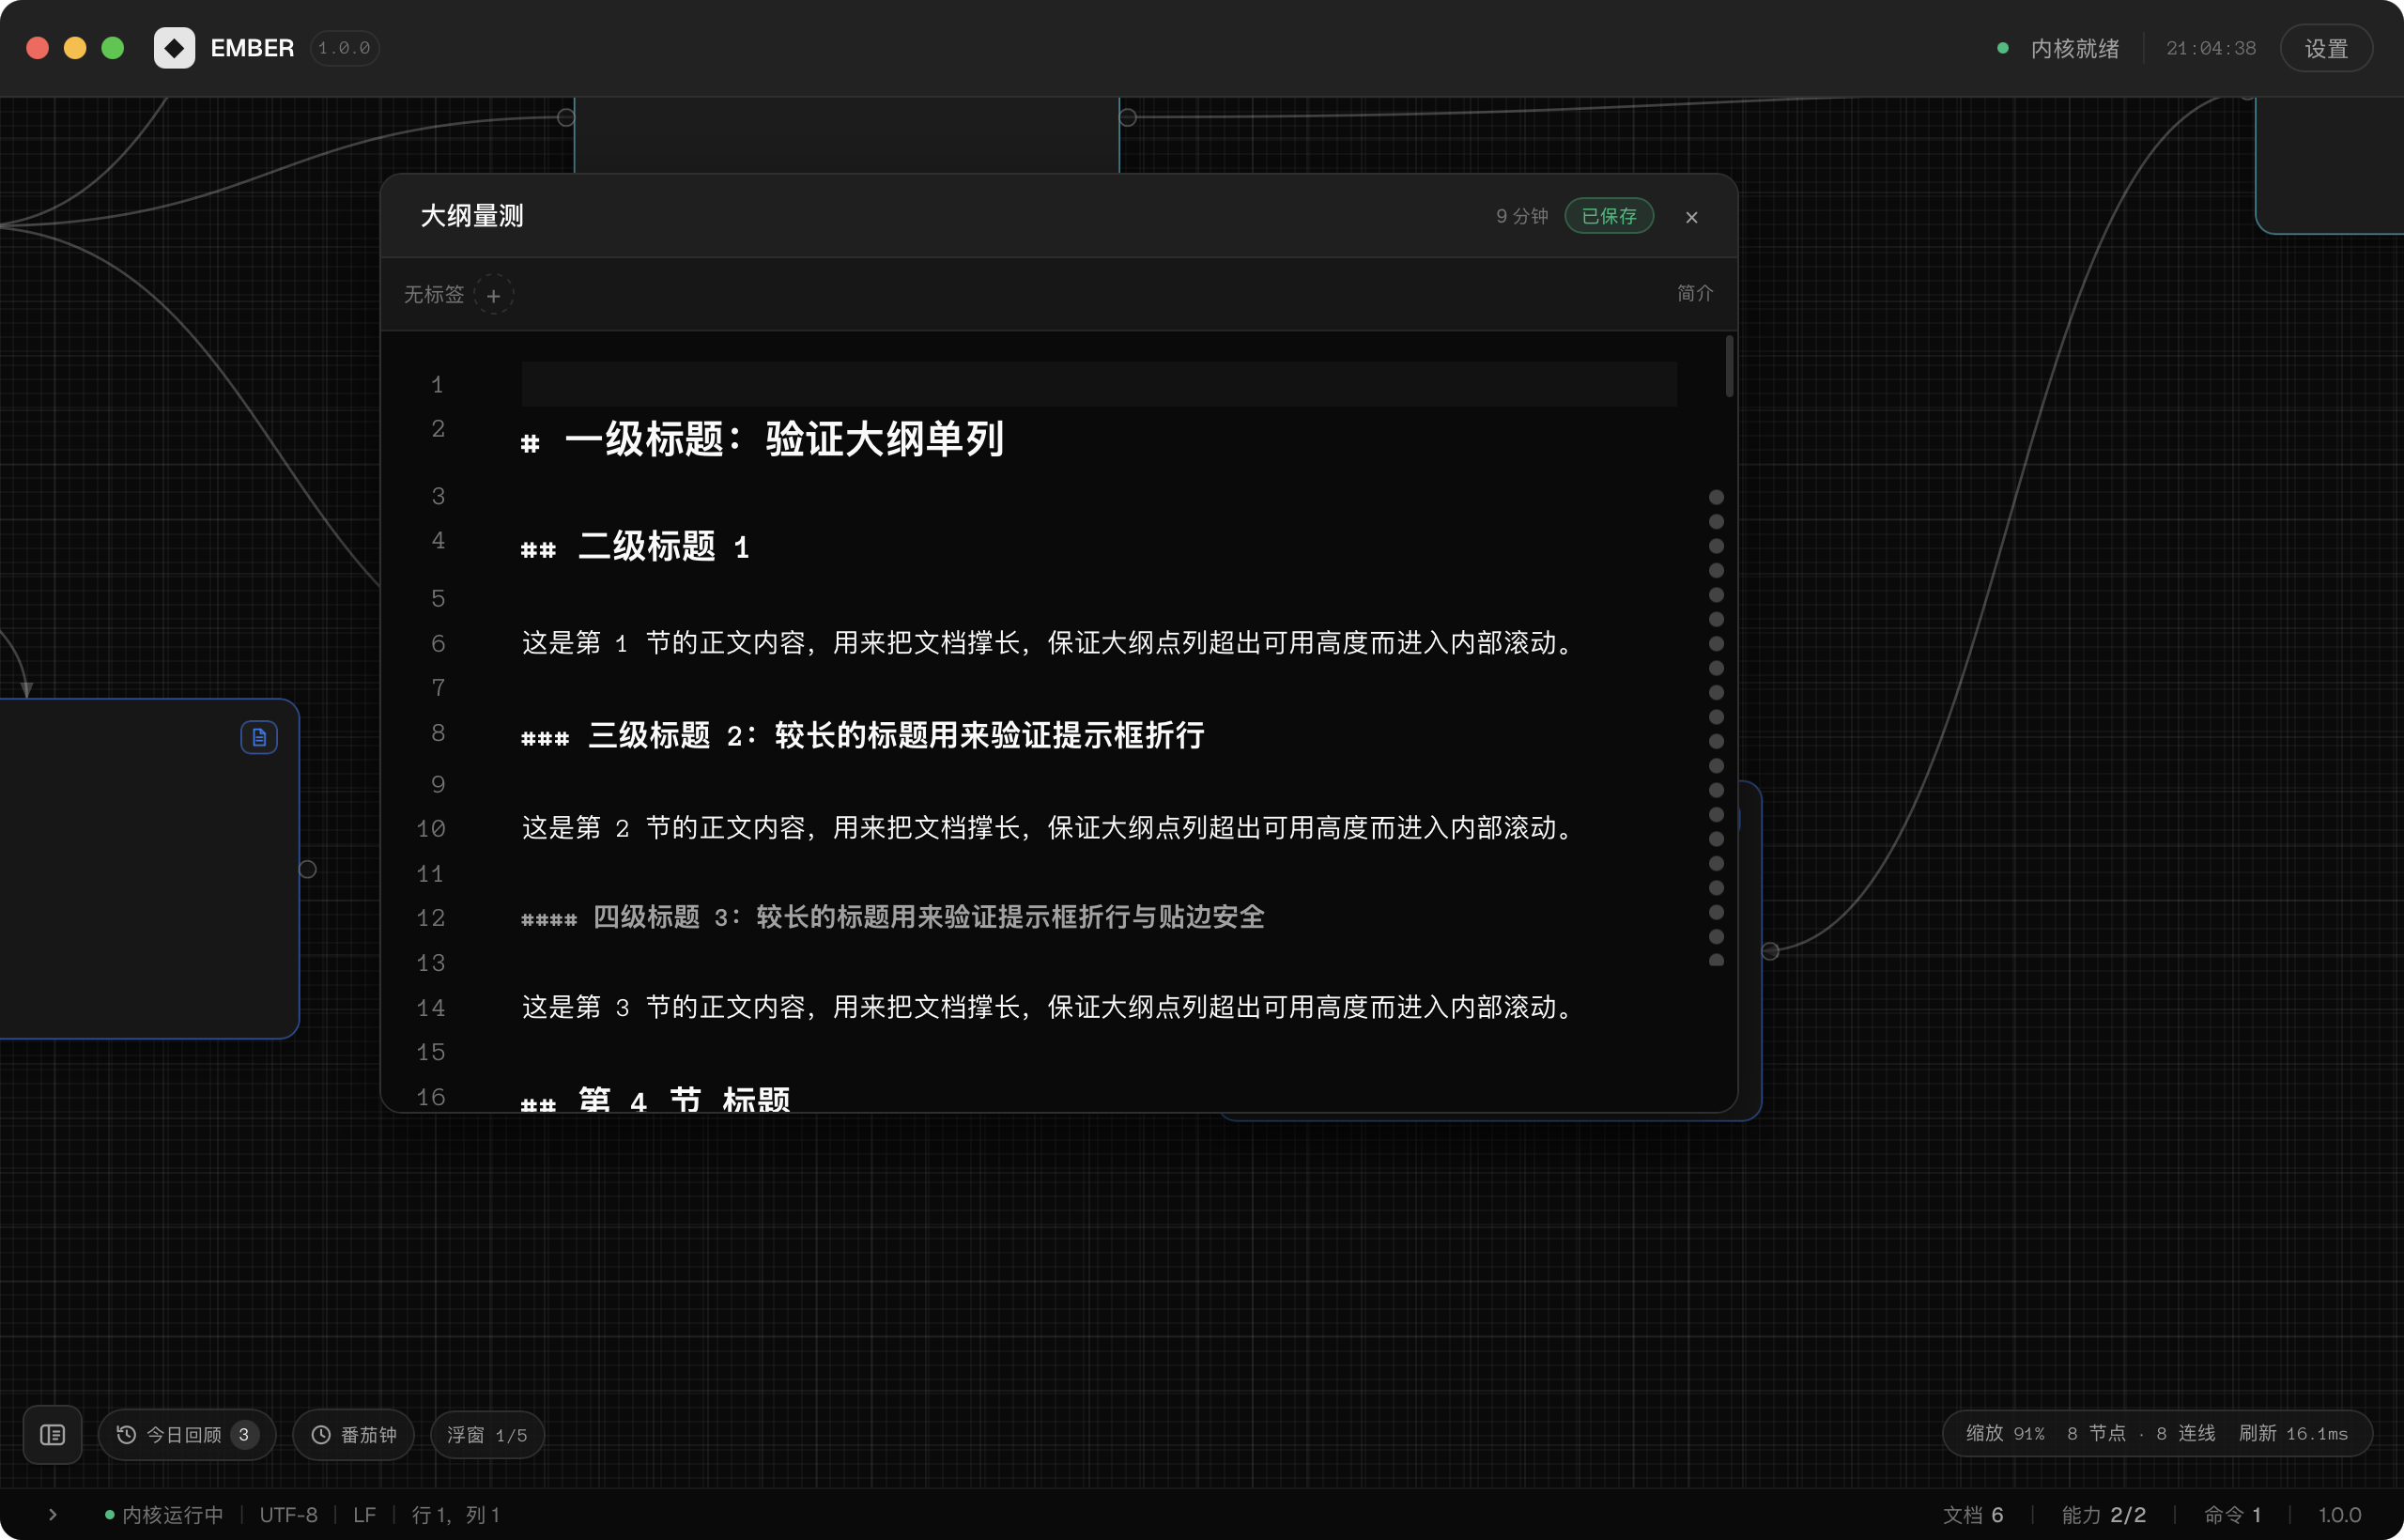 EMBER 1.0.0 内核就绪 21:04:38 设置
大纲量测 9 分钟 已保存 ×
无标签 + 简介
1
2 # 一级标题：验证大纲单列
3
4 ## 二级标题 1
5
6 这是第 1 节的正文内容，用来把文档撑长，保证大纲点列超出可用高度而进入内部滚动。
7
8 ### 三级标题 2：较长的标题用来验证提示框折行
9
10 这是第 2 节的正文内容，用来把文档撑长，保证大纲点列超出可用高度而进入内部滚动。
11
12 #### 四级标题 3：较长的标题用来验证提示框折行与贴边安全
13
14 这是第 3 节的正文内容，用来把文档撑长，保证大纲点列超出可用高度而进入内部滚动。
15
16 ## 第 4 节 标题
今日回顾 3 番茄钟 浮窗 1/5 缩放 91% 8 节点 · 8 连线 刷新 16.1ms
内核运行中 UTF-8 LF 行 1, 列 1 文档 6 能力 2/2 命令 1 1.0.0